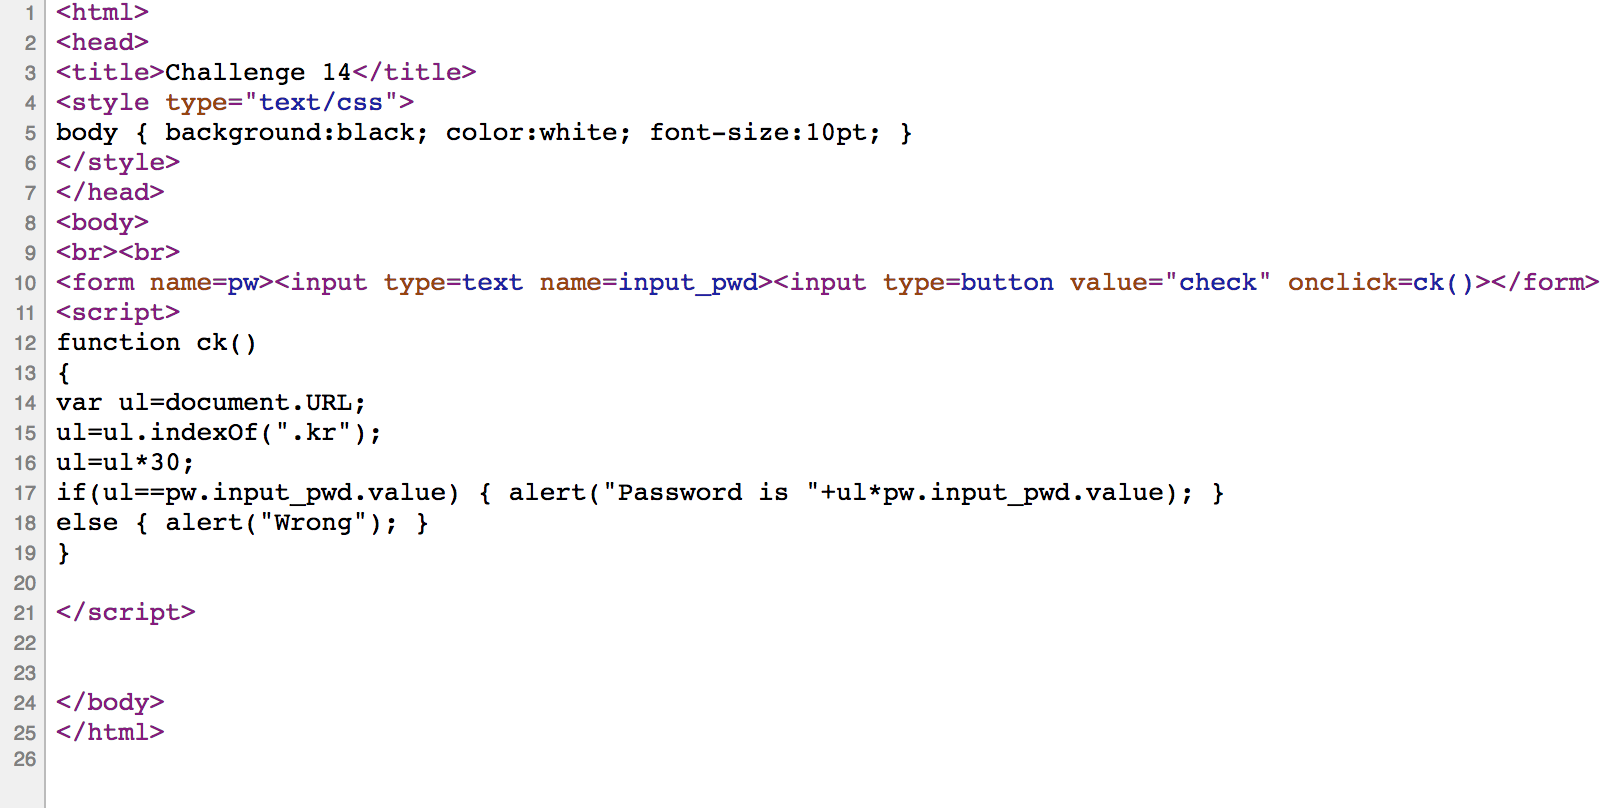 1 <html>
2 <head>
3 <title>Challenge 14</title>
4 <style type="text/css">
5 body { background:black; color:white; font-size:10pt; }
6 </style>
7 </head>
8 <body>
9 <br><br>
10 <form name=pw><input type=text name=input_pwd><input type=button value="check" onclick=ck()></form>
11 <script>
12 function ck()
13 {
14 var ul=document.URL;
15 ul=ul.indexOf(".kr");
16 ul=ul*30;
17 if(ul==pw.input_pwd.value) { alert("Password is "+ul*pw.input_pwd.value); }
18 else { alert("Wrong"); }
19 }
20
21 </script>
22
23
24 </body>
25 </html>
26